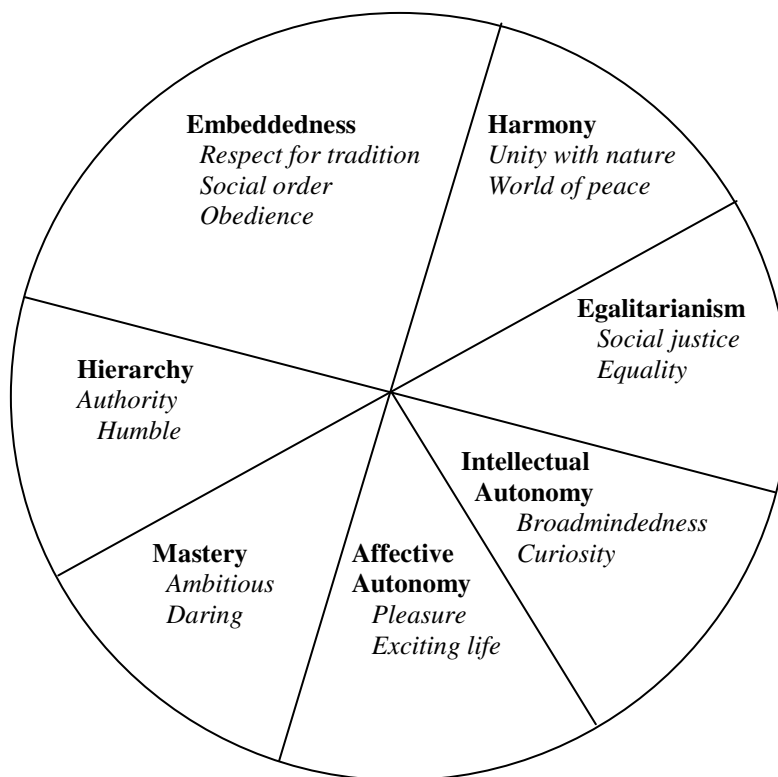 Embeddedness
Respect for tradition
Social order
Obedience
Harmony
Unity with nature
World of peace
Egalitarianism
Social justice
Equality
Hierarchy
Authority
Humble
Intellectual
Autonomy
Broadmindedness
Curiosity
Mastery
Ambitious
Daring
Affective
Autonomy
Pleasure
Exciting life